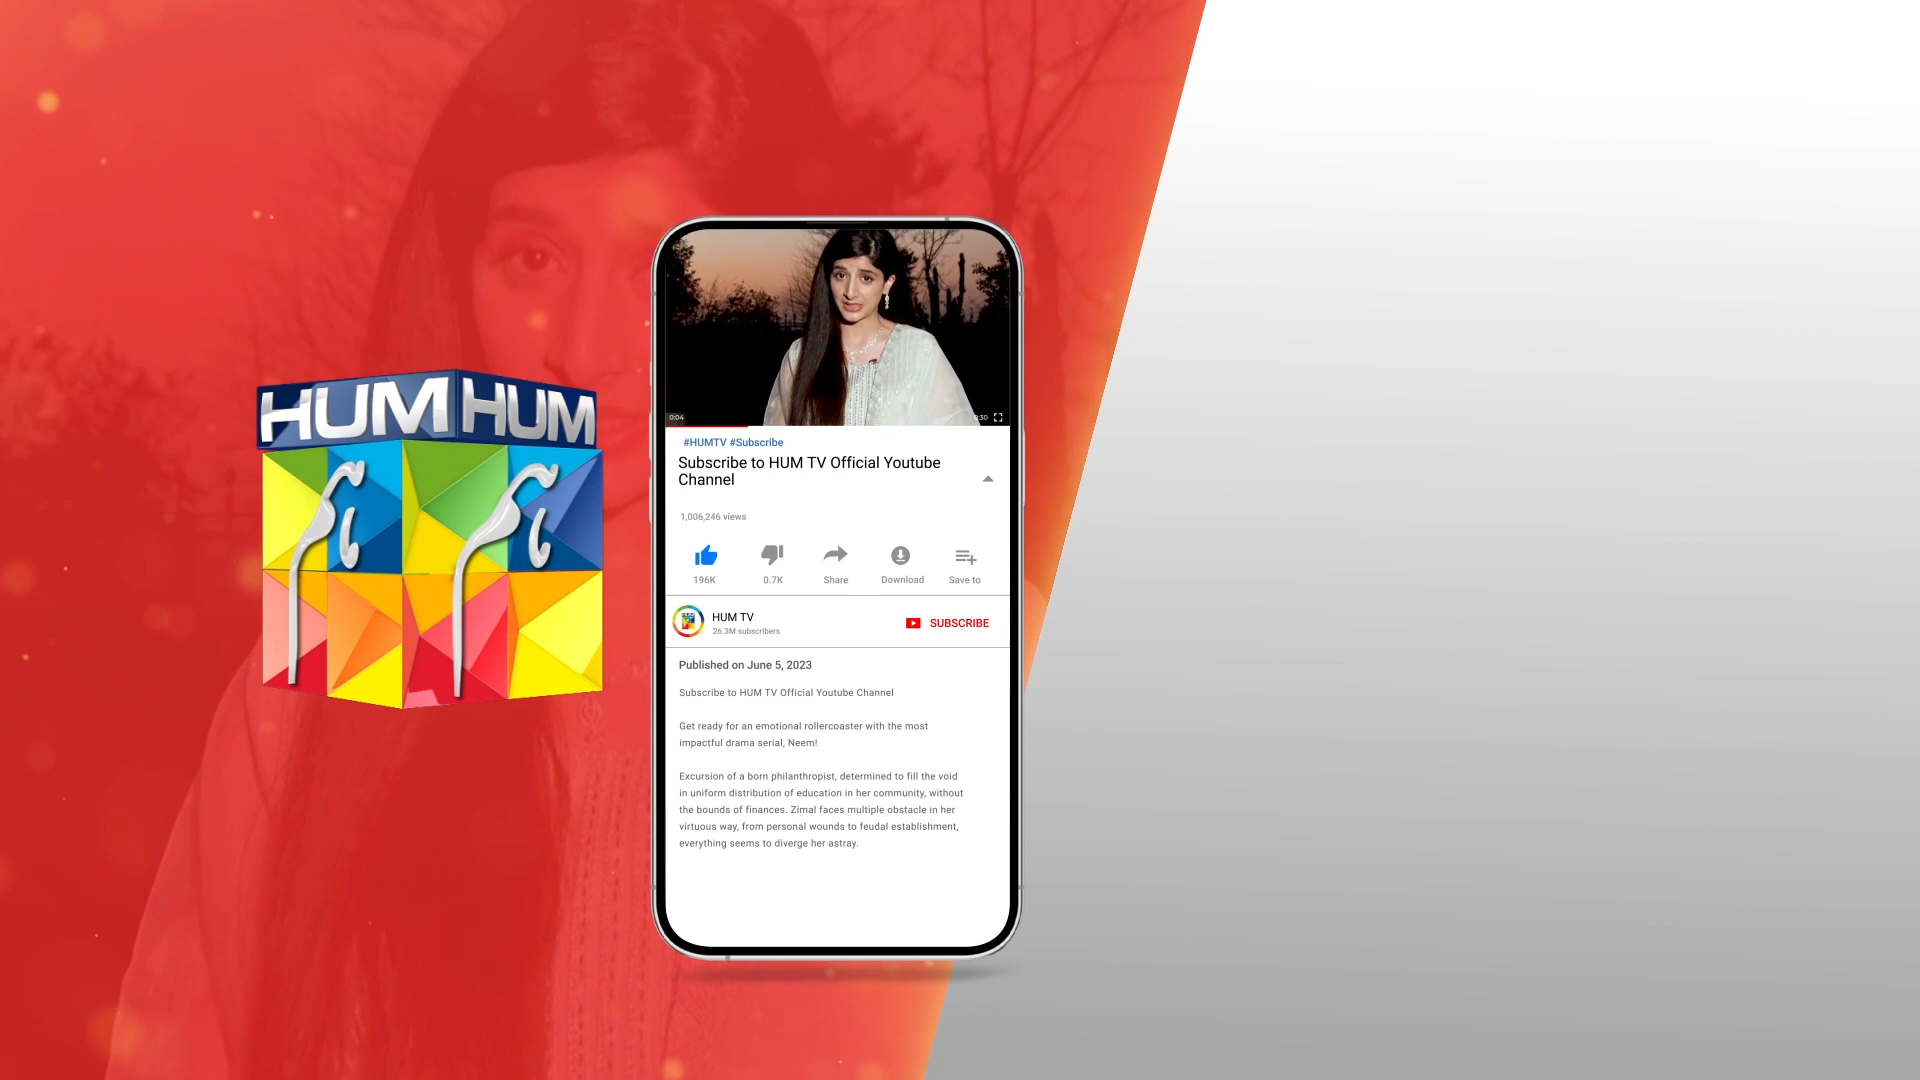 HUM HUM
ہم ہم
0:04
0:30
#HUMTV #Subscribe
Subscribe to HUM TV Official Youtube
Channel
1,006,246 views
196K
0.7K
Share
Download
Save to
HUM TV
26.3M subscribers
SUBSCRIBE
Published on June 5, 2023
Subscribe to HUM TV Official Youtube Channel
Get ready for an emotional rollercoaster with the most
impactful drama serial, Neem!
Excursion of a born philanthropist, determined to fill the void
in uniform distribution of education in her community, without
the bounds of finances. Zimal faces multiple obstacle in her
virtuous way, from personal wounds to feudal establishment,
everything seems to diverge her astray.